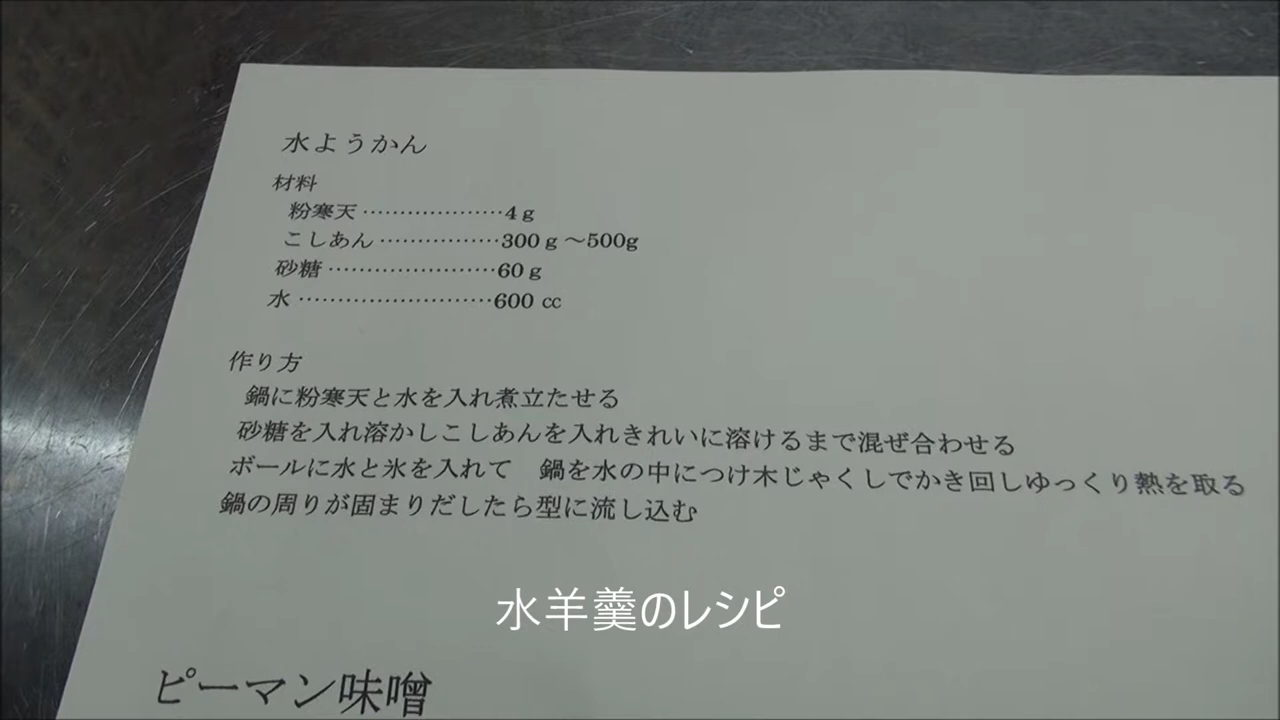 水ようかん
材料
粉寒天‥‥‥‥‥‥‥‥‥4ｇ
こしあん‥‥‥‥‥‥‥‥300ｇ～500g
砂糖‥‥‥‥‥‥‥‥‥‥‥60ｇ
水‥‥‥‥‥‥‥‥‥‥‥‥‥600 ㏄
作り方
鍋に粉寒天と水を入れ煮立たせる
砂糖を入れ溶かしこしあんを入れきれいに溶けるまで混ぜ合わせる
ボールに水と氷を入れて　鍋を水の中につけ木じゃくしでかき回しゆっくり熱を取る
鍋の周りが固まりだしたら型に流し込む
水羊羹のレシピ
ピーマン味噌